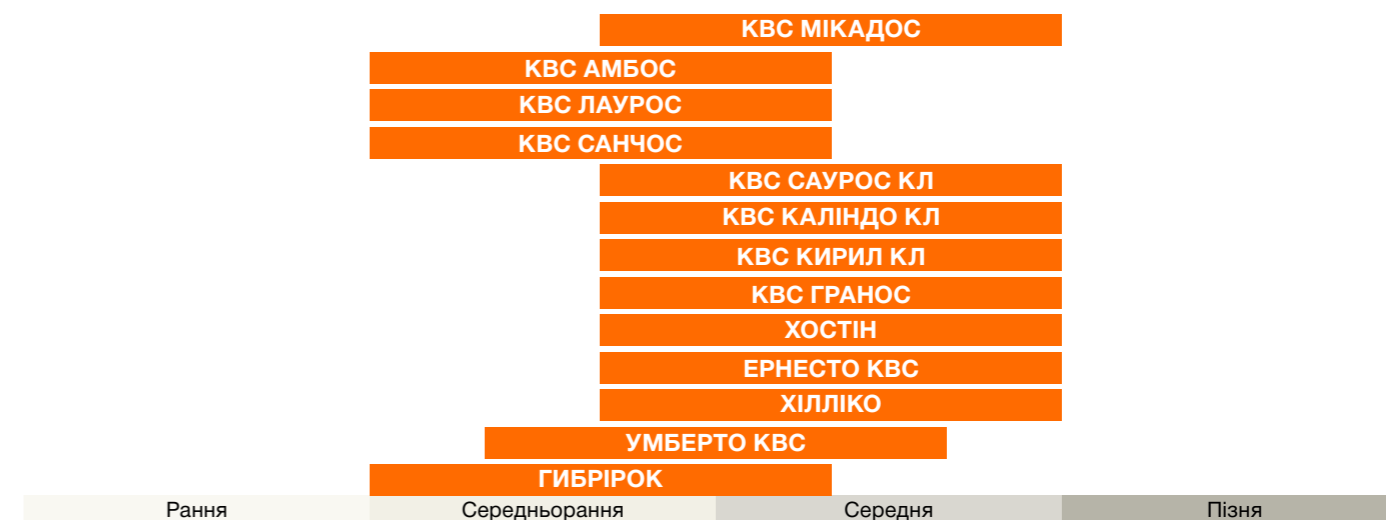 КВС МІКАДОС
КВС АМБОС
КВС ЛАУРОС
КВС САНЧОС
КВС САУРОС КЛ
КВС КАЛІНДО КЛ
КВС КИРИЛ КЛ
КВС ГРАНОС
ХОСТІН
ЕРНЕСТО КВС
ХІЛЛІКО
УМБЕРТО КВС
ГИБРІРОК
Рання Середньорання Середня Пізня